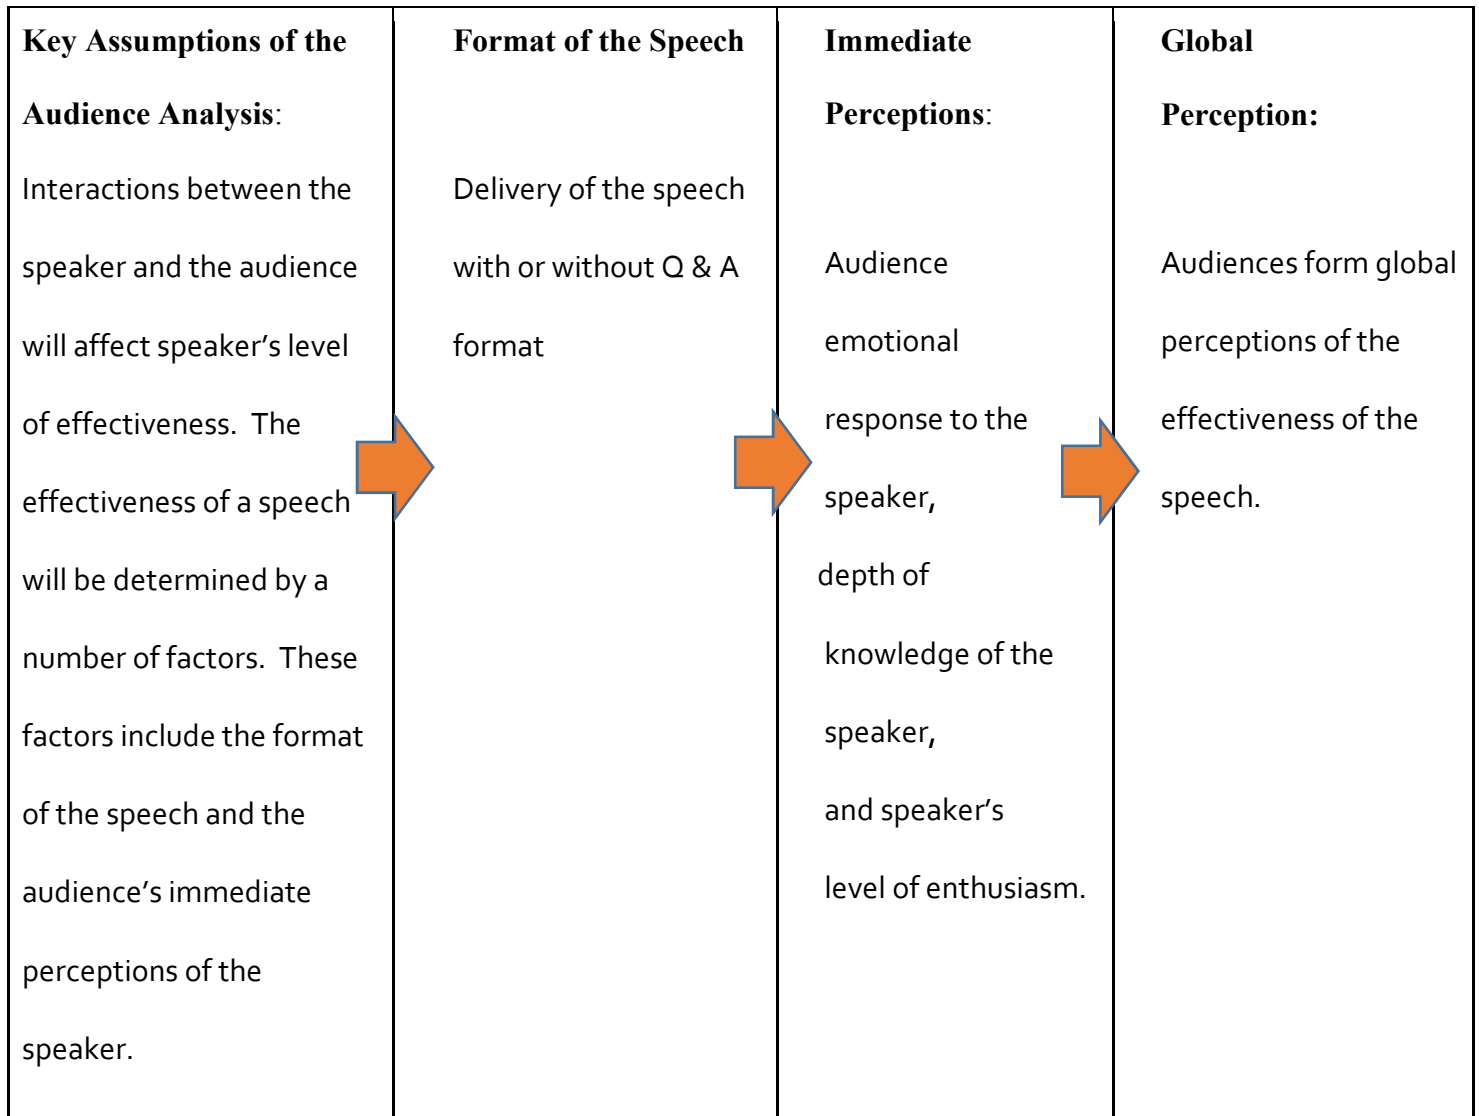 Key Assumptions of the
Audience Analysis:
Interactions between the
speaker and the audience
will affect speaker’s level
of effectiveness.  The
effectiveness of a speech
will be determined by a
number of factors.  These
factors include the format
of the speech and the
audience’s immediate
perceptions of the
speaker.
Format of the Speech
Delivery of the speech
with or without Q & A
format
Immediate
Perceptions:
Audience
emotional
response to the
speaker,
depth of
knowledge of the
speaker,
and speaker’s
level of enthusiasm.
Global
Perception:
Audiences form global
perceptions of the
effectiveness of the
speech.